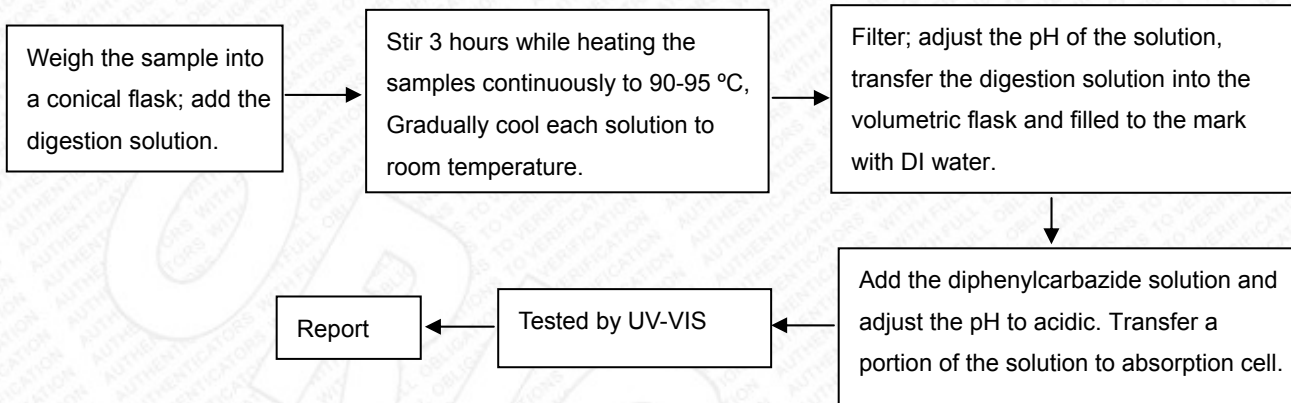 Weigh the sample into
a conical flask; add the
digestion solution.
Stir 3 hours while heating the
samples continuously to 90-95 ºC,
Gradually cool each solution to
room temperature.
Filter; adjust the pH of the solution,
transfer the digestion solution into the
volumetric flask and filled to the mark
with DI water.
Add the diphenylcarbazide solution and
adjust the pH to acidic. Transfer a
portion of the solution to absorption cell.
Tested by UV-VIS
Report